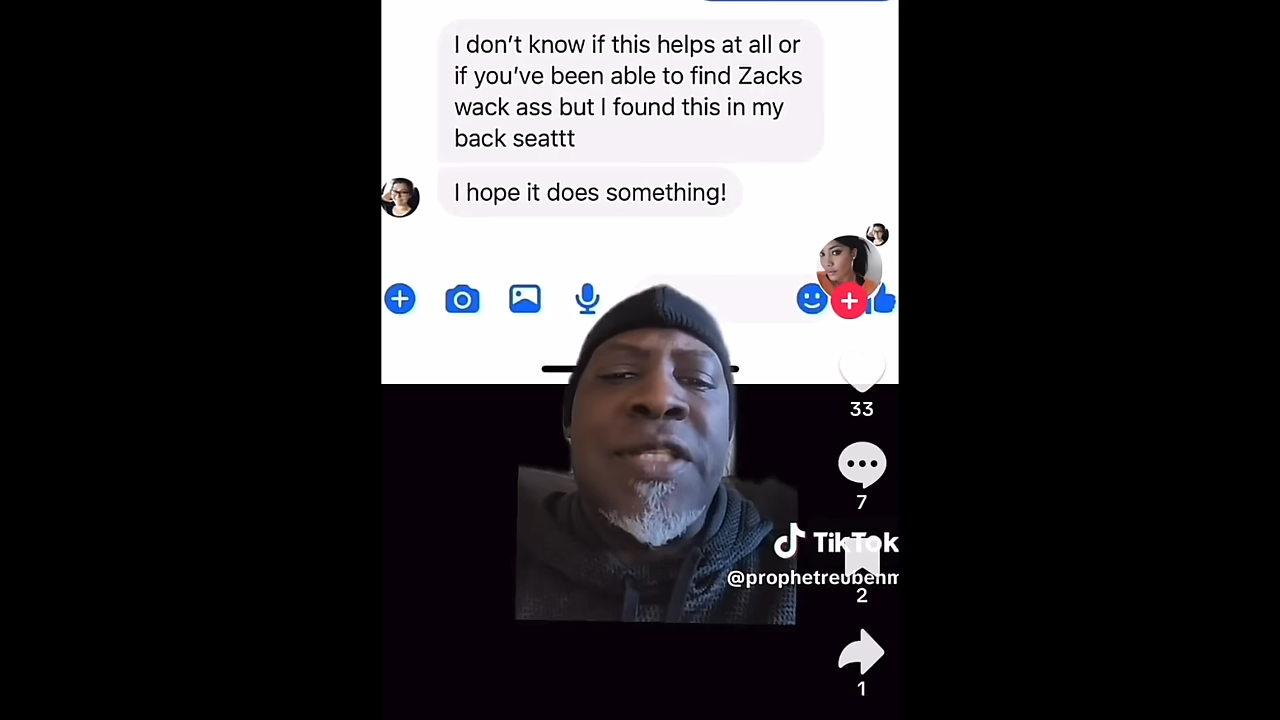 I don't know if this helps at all or
if you've been able to find Zacks
wack ass but I found this in my
back seattt
I hope it does something!
33
7
TikTok
@prophetreubenm
2
1